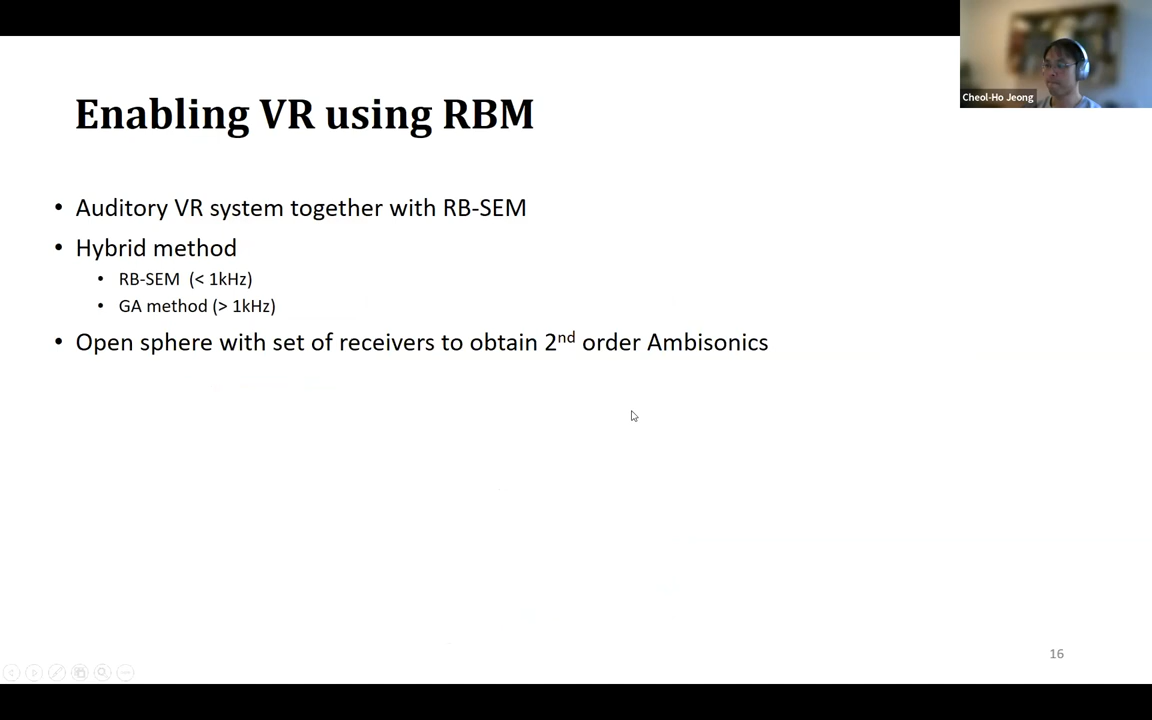 Cheol-Ho Jeong
Enabling VR using RBM
• Auditory VR system together with RB-SEM
• Hybrid method
• RB-SEM (< 1kHz)
• GA method (> 1kHz)
• Open sphere with set of receivers to obtain 2nd order Ambisonics
16